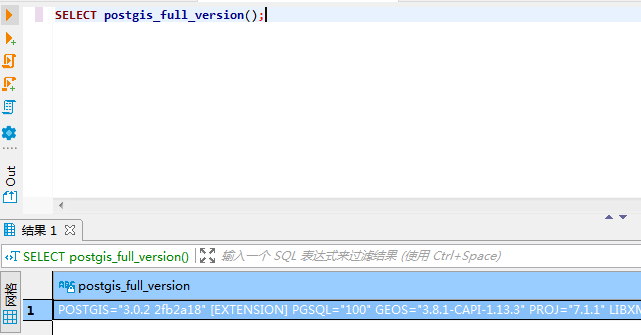 SELECT postgis_full_version();
Out
结果 1
SELECT postgis_full_version()
输入一个 SQL 表达式来过滤结果 (使用 Ctrl+Space)
网格
ABC postgis_full_version
1
POSTGIS="3.0.2 2fb2a18" [EXTENSION] PGSQL="100" GEOS="3.8.1-CAPI-1.13.3" PROJ="7.1.1" LIBXM